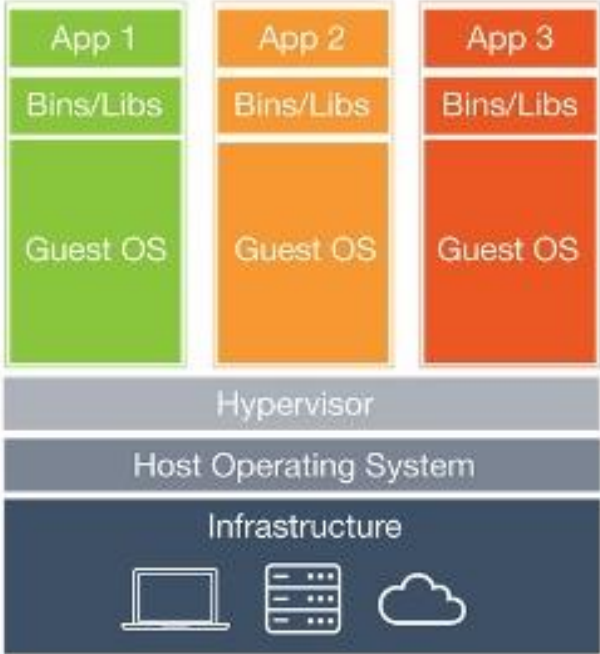 App 1
App 2
App 3
Bins/Libs
Bins/Libs
Bins/Libs
Guest OS
Guest OS
Guest OS
Hypervisor
Host Operating System
Infrastructure